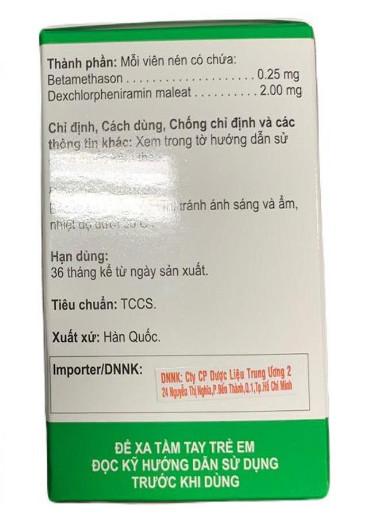 Thành phần: Mỗi viên nén có chứa:
Betamethason ..................... 0.25 mg
Dexchlorpheniramin maleat .......... 2.00 mg
Chỉ định, Cách dùng, Chống chỉ định và các
thông tin khác: Xem trong tờ hướng dẫn sử
tránh ánh sáng và ẩm,
nhiệt độ dưới
Hạn dùng:
36 tháng kể từ ngày sản xuất.
Tiêu chuẩn: TCCS.
Xuất xứ: Hàn Quốc.
Importer/DNNK:
DNNK: Cty CP Dược Liệu Trung Ương 2
24 Nguyễn Thị Nghĩa,P.Bến Thành,Q.1,Tp.Hồ Chí Minh
ĐỂ XA TẦM TAY TRẺ EM
ĐỌC KỸ HƯỚNG DẪN SỬ DỤNG
TRƯỚC KHI DÙNG